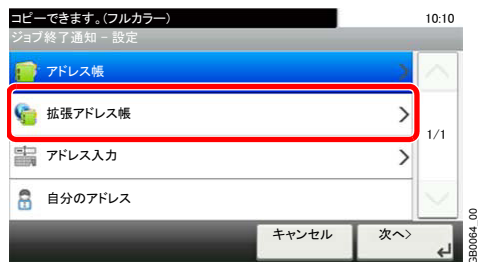 コピーできます。(フルカラー)
10:10
ジョブ終了通知 - 設定
アドレス帳
拡張アドレス帳
1/1
アドレス入力
自分のアドレス
キャンセル
次へ>
GB0064_00